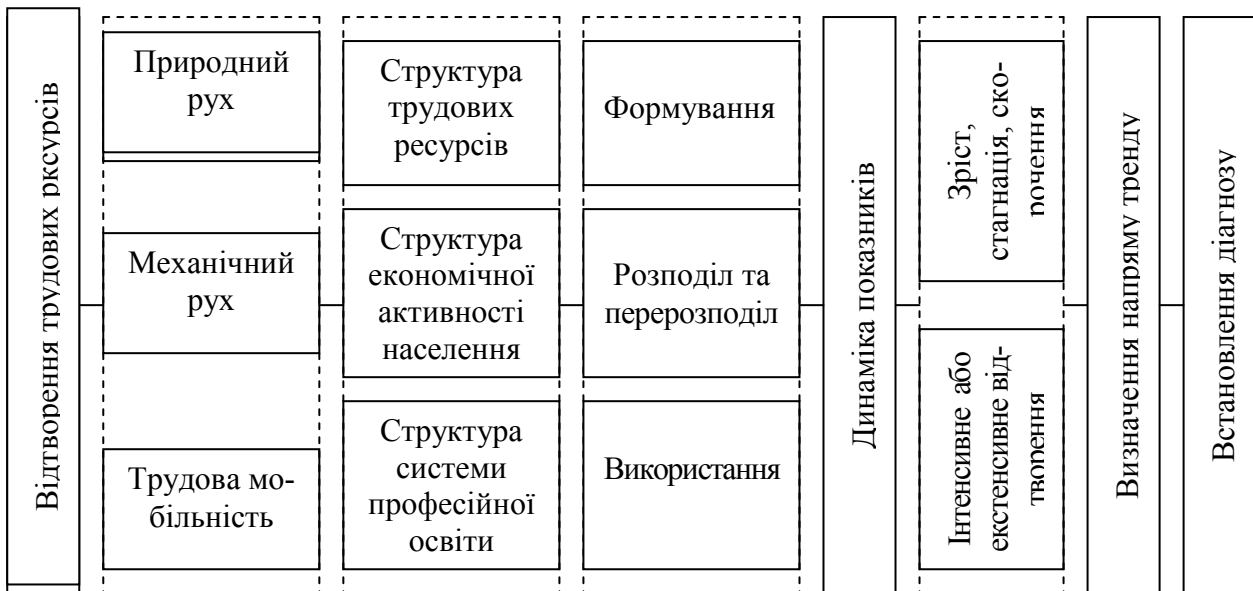 Відтворення трудових рксурсів
Природний
рух
Механічний
рух
Трудова мо-
більність
Структура
трудових
ресурсів
Структура
економічної
активності
населення
Структура
системи
професійної
освіти
Формування
Розподіл та
перерозподіл
Використання
Динаміка показників
Зріст,
стагнація, ско-
рочення
Інтенсивне або
екстенсивне від-
творення
Визначення напряму тренду
Встановлення діагнозу